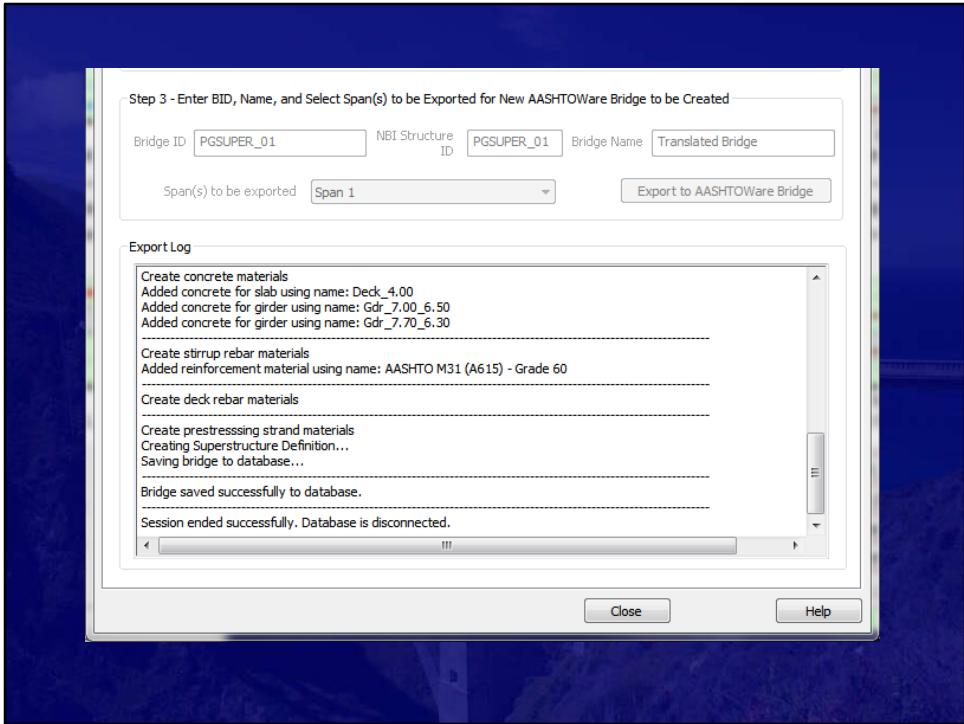 Step 3 - Enter BID, Name, and Select Span(s) to be Exported for New AASHTOWare Bridge to be Created
Bridge ID PGSUPER_01 NBI Structure ID PGSUPER_01 Bridge Name Translated Bridge
Span(s) to be exported Span 1 Export to AASHTOWare Bridge
Export Log
Create concrete materials
Added concrete for slab using name: Deck_4.00
Added concrete for girder using name: Gdr_7.00_6.50
Added concrete for girder using name: Gdr_7.70_6.30
Create stirrup rebar materials
Added reinforcement material using name: AASHTO M31 (A615) - Grade 60
Create deck rebar materials
Create prestresssing strand materials
Creating Superstructure Definition...
Saving bridge to database...
Bridge saved successfully to database.
Session ended successfully. Database is disconnected.
Close Help